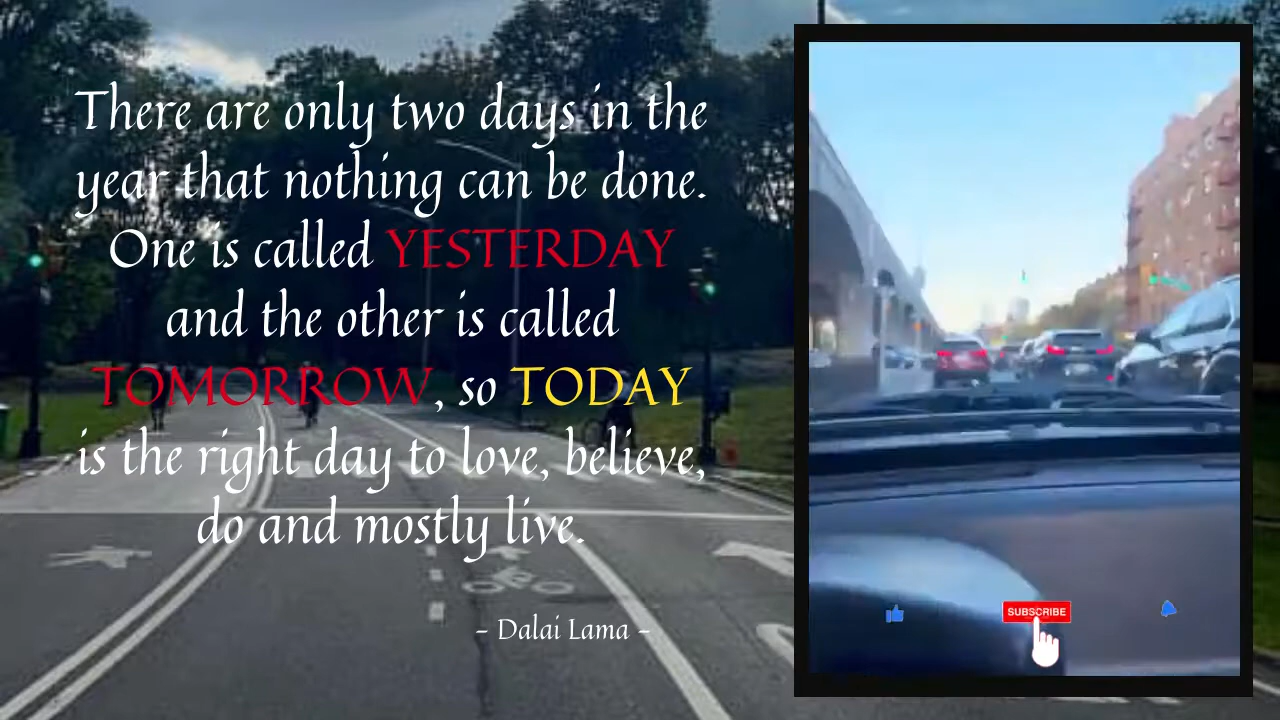 There are only two days in the
year that nothing can be done.
One is called YESTERDAY
and the other is called
TOMORROW, so TODAY
is the right day to love, believe,
do and mostly live.
- Dalai Lama -
SUBSCRIBE